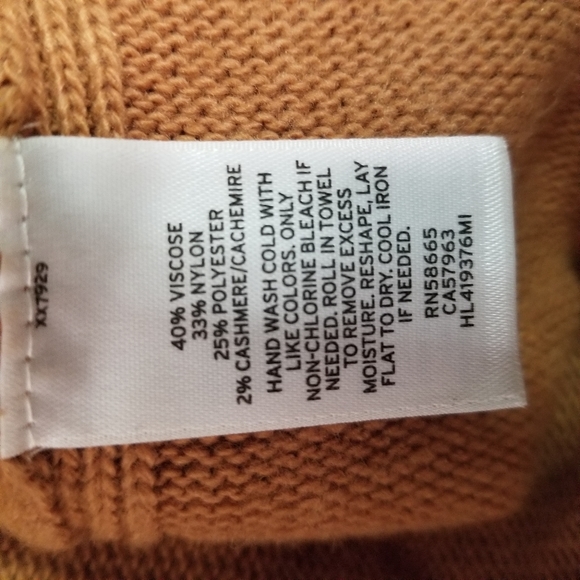 XX7929
40% VISCOSE
33% NYLON
25% POLYESTER
2% CASHMERE/CACHEMIRE
HAND WASH COLD WITH
LIKE COLORS. ONLY
NON-CHLORINE BLEACH IF
NEEDED. ROLL IN TOWEL
TO REMOVE EXCESS
MOISTURE. RESHAPE, LAY
FLAT TO DRY. COOL IRON
IF NEEDED.
RN58665
CA57963
HL419376MI